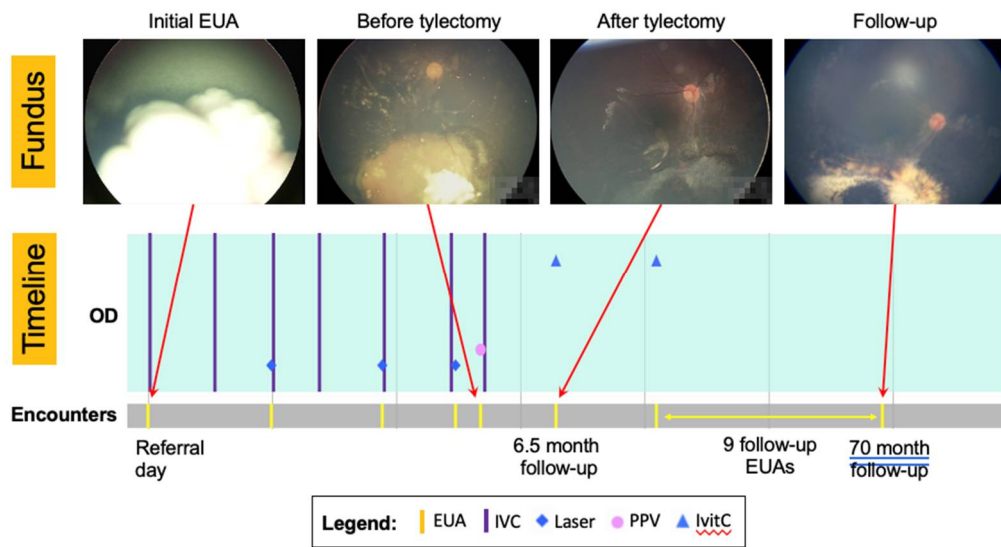 Initial EUA
Before tylectomy
After tylectomy
Follow-up
Fundus
Timeline
OD
Encounters
Referral
day
6.5 month
follow-up
9 follow-up
EUAs
70 month
follow-up
Legend: EUA IVC Laser PPV IvitC